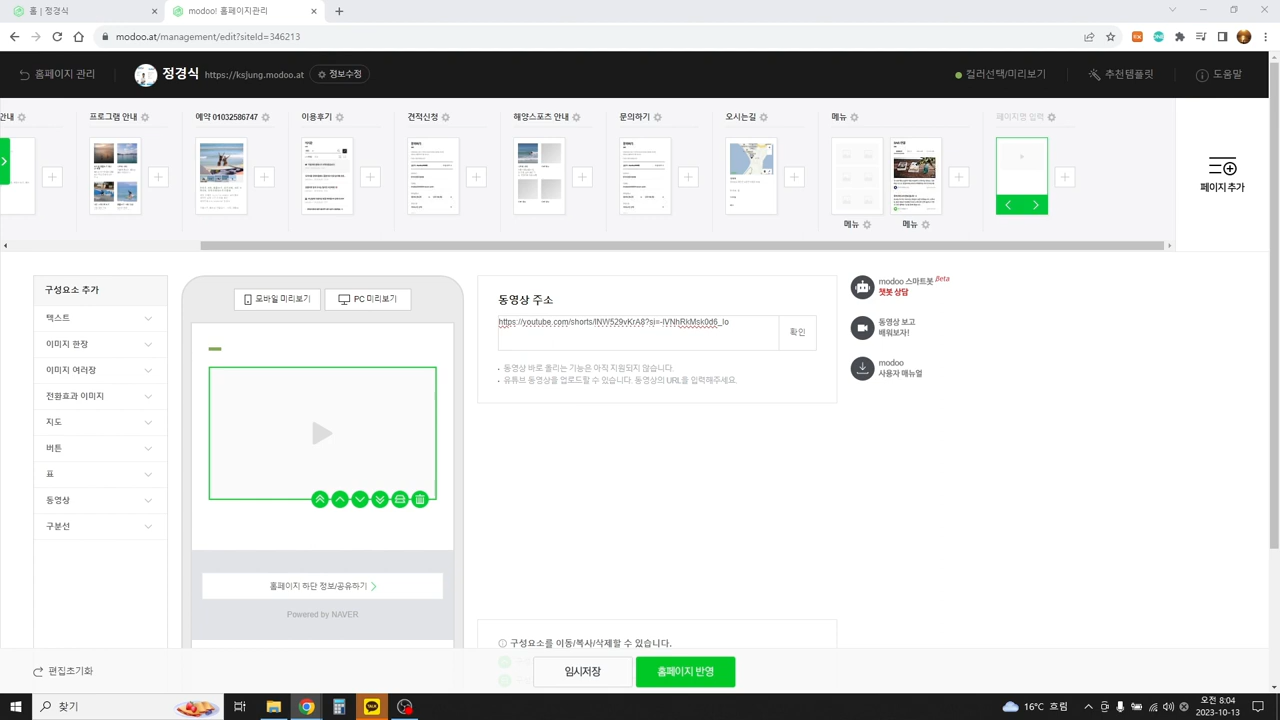 홈 | 정경식
modoo! 홈페이지관리
modoo.at/management/edit?siteId=346213
홈페이지 관리
정경식 https://ksjung.modoo.at 정보수정
컬러선택/미리보기
추천템플릿
도움말
안내
프로그램 안내
예약 01032586747
이용후기
견적신청
해양스포츠 안내
문의하기
오시는길
메뉴
페이지명 입력
페이지 추가
메뉴
메뉴
구성요소 추가
텍스트
이미지 한장
이미지 여러장
전환효과 이미지
지도
버튼
표
동영상
구분선
모바일 미리보기
PC 미리보기
홈페이지 하단 정보/공유하기
Powered by NAVER
동영상 주소
https://youtube.com/shorts/INW529vKrA8?si=-IVNhRkMsk0d6_Io
확인
동영상 바로 올리는 기능은 아직 지원되지 않습니다.
유튜브 동영상을 업로드할 수 있습니다. 동영상의 URL을 입력해주세요.
modoo 스마트봇 Beta
챗봇 상담
동영상 보고
배워보자!
modoo
사용자 매뉴얼
구성요소를 이동/복사/삭제할 수 있습니다.
편집초기화
임시저장
홈페이지 반영
찾기
TALK
16°C 흐림
오전 8:04
2023-10-13